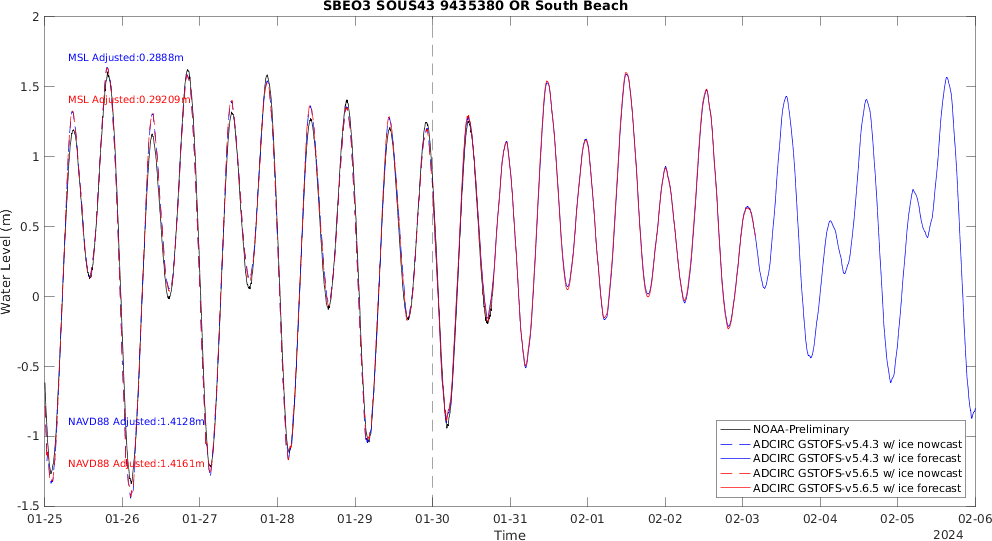 SBEO3 SOUS43 9435380 OR South Beach
MSL Adjusted:0.2888m
MSL Adjusted:0.29209m
NAVD88 Adjusted:1.4128m
NAVD88 Adjusted:1.4161m
Water Level (m)
2
1.5
1
0.5
0
-0.5
-1
-1.5
NOAA-Preliminary
ADCIRC GSTOFS-v5.4.3 w/ ice nowcast
ADCIRC GSTOFS-v5.4.3 w/ ice forecast
ADCIRC GSTOFS-v5.6.5 w/ ice nowcast
ADCIRC GSTOFS-v5.6.5 w/ ice forecast
01-25 01-26 01-27 01-28 01-29 01-30 01-31 02-01 02-02 02-03 02-04 02-05 02-06
Time
2024